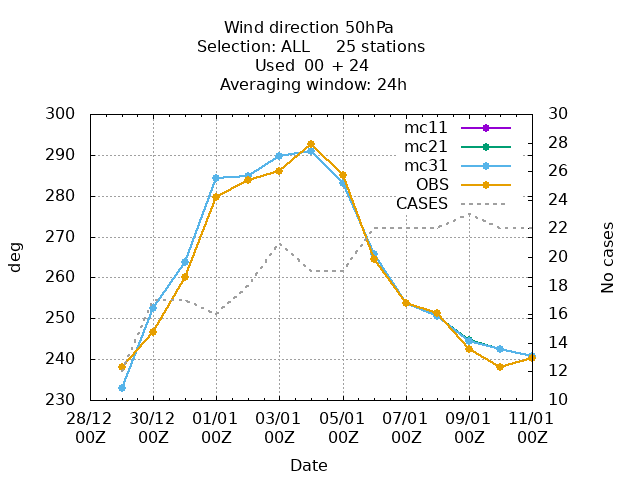 Wind direction 50hPa
Selection: ALL 25 stations
Used 00 + 24
Averaging window: 24h
300
290
280
270
260
250
240
230
deg
30
28
26
24
22
20
18
16
14
12
10
No cases
mc11
mc21
mc31
OBS
CASES
28/12 30/12 01/01 03/01 05/01 07/01 09/01 11/01
00Z 00Z 00Z 00Z 00Z 00Z 00Z 00Z
Date